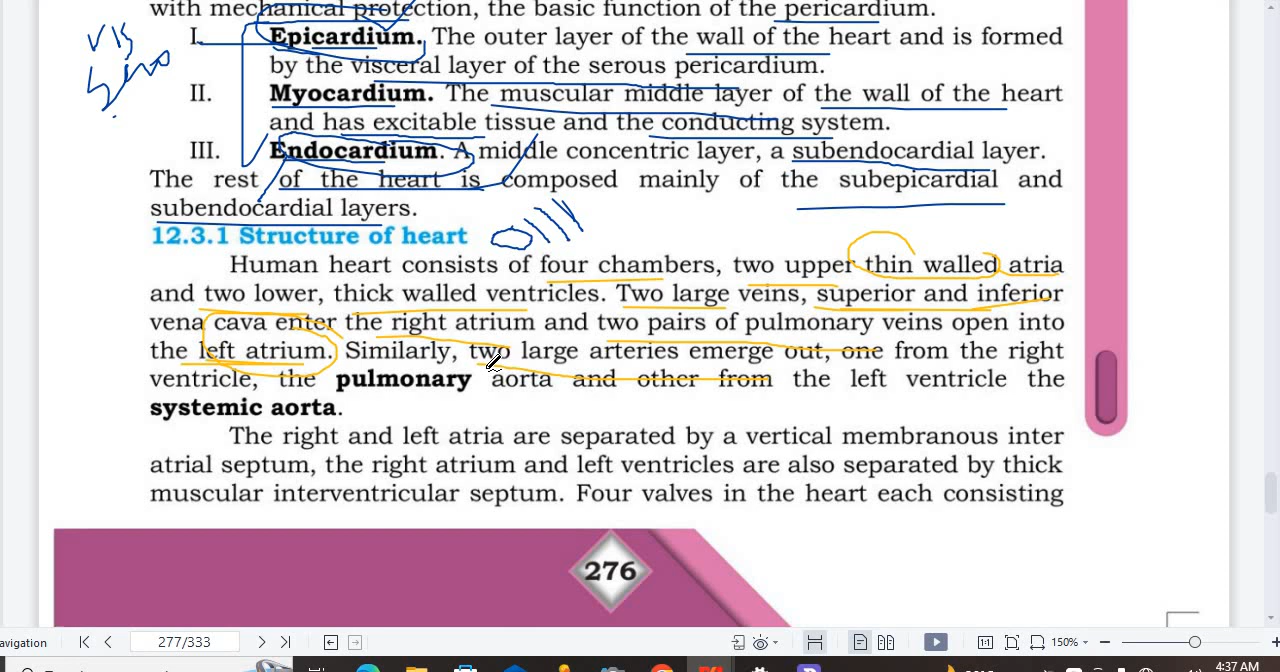 with mechanical protection, the basic function of the pericardium.
I. Epicardium. The outer layer of the wall of the heart and is formed
by the visceral layer of the serous pericardium.
II. Myocardium. The muscular middle layer of the wall of the heart
and has excitable tissue and the conducting system.
III. Endocardium. A middle concentric layer, a subendocardial layer.
The rest of the heart is composed mainly of the subepicardial and
subendocardial layers.
12.3.1 Structure of heart
Human heart consists of four chambers, two upper thin walled atria
and two lower, thick walled ventricles. Two large veins, superior and inferior
vena cava enter the right atrium and two pairs of pulmonary veins open into
the left atrium. Similarly, two large arteries emerge out, one from the right
ventricle, the pulmonary aorta and other from the left ventricle the
systemic aorta.
The right and left atria are separated by a vertical membranous inter
atrial septum, the right atrium and left ventricles are also separated by thick
muscular interventricular septum. Four valves in the heart each consisting
276
avigation
277/333
150%
4:37 AM